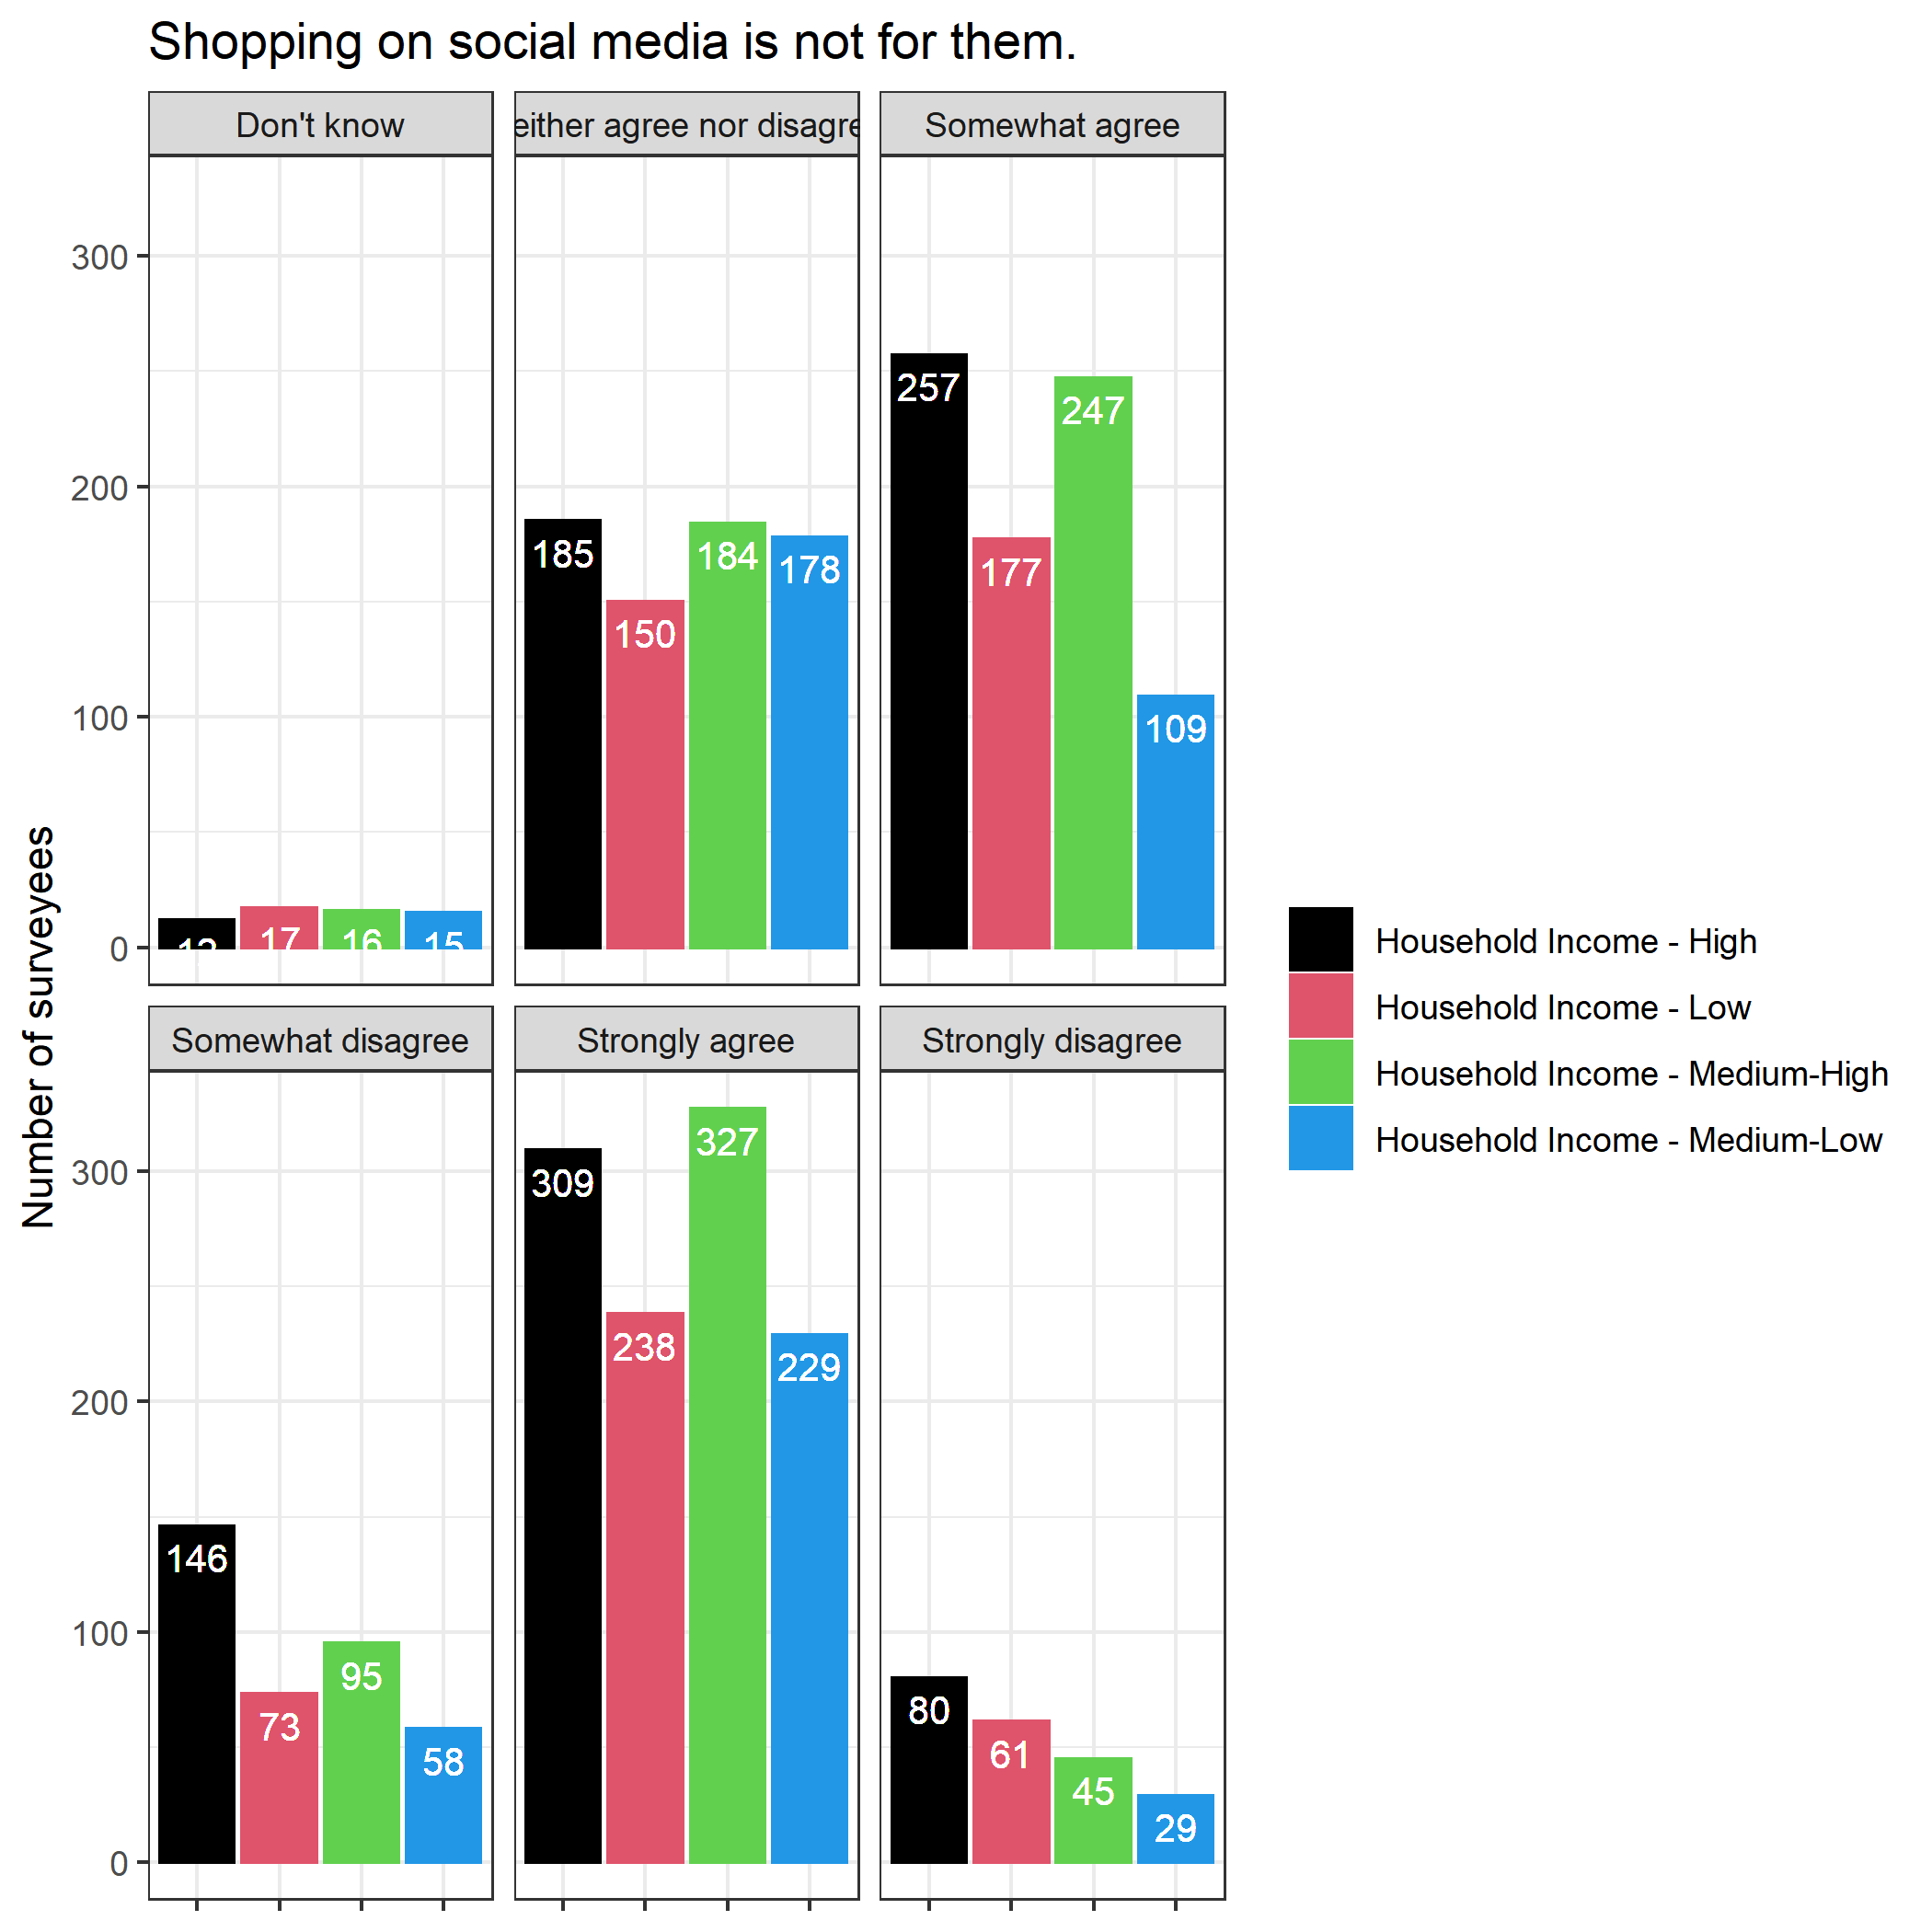 Shopping on social media is not for them.
Don't know
either agree nor disagre
Somewhat agree
300
200
100
0
257
177
247
109
185
150
184
178
12
17
16
15
Somewhat disagree
Strongly agree
Strongly disagree
300
200
100
0
146
73
95
58
309
238
327
229
80
61
45
29
Number of surveyees
Household Income - High
Household Income - Low
Household Income - Medium-High
Household Income - Medium-Low